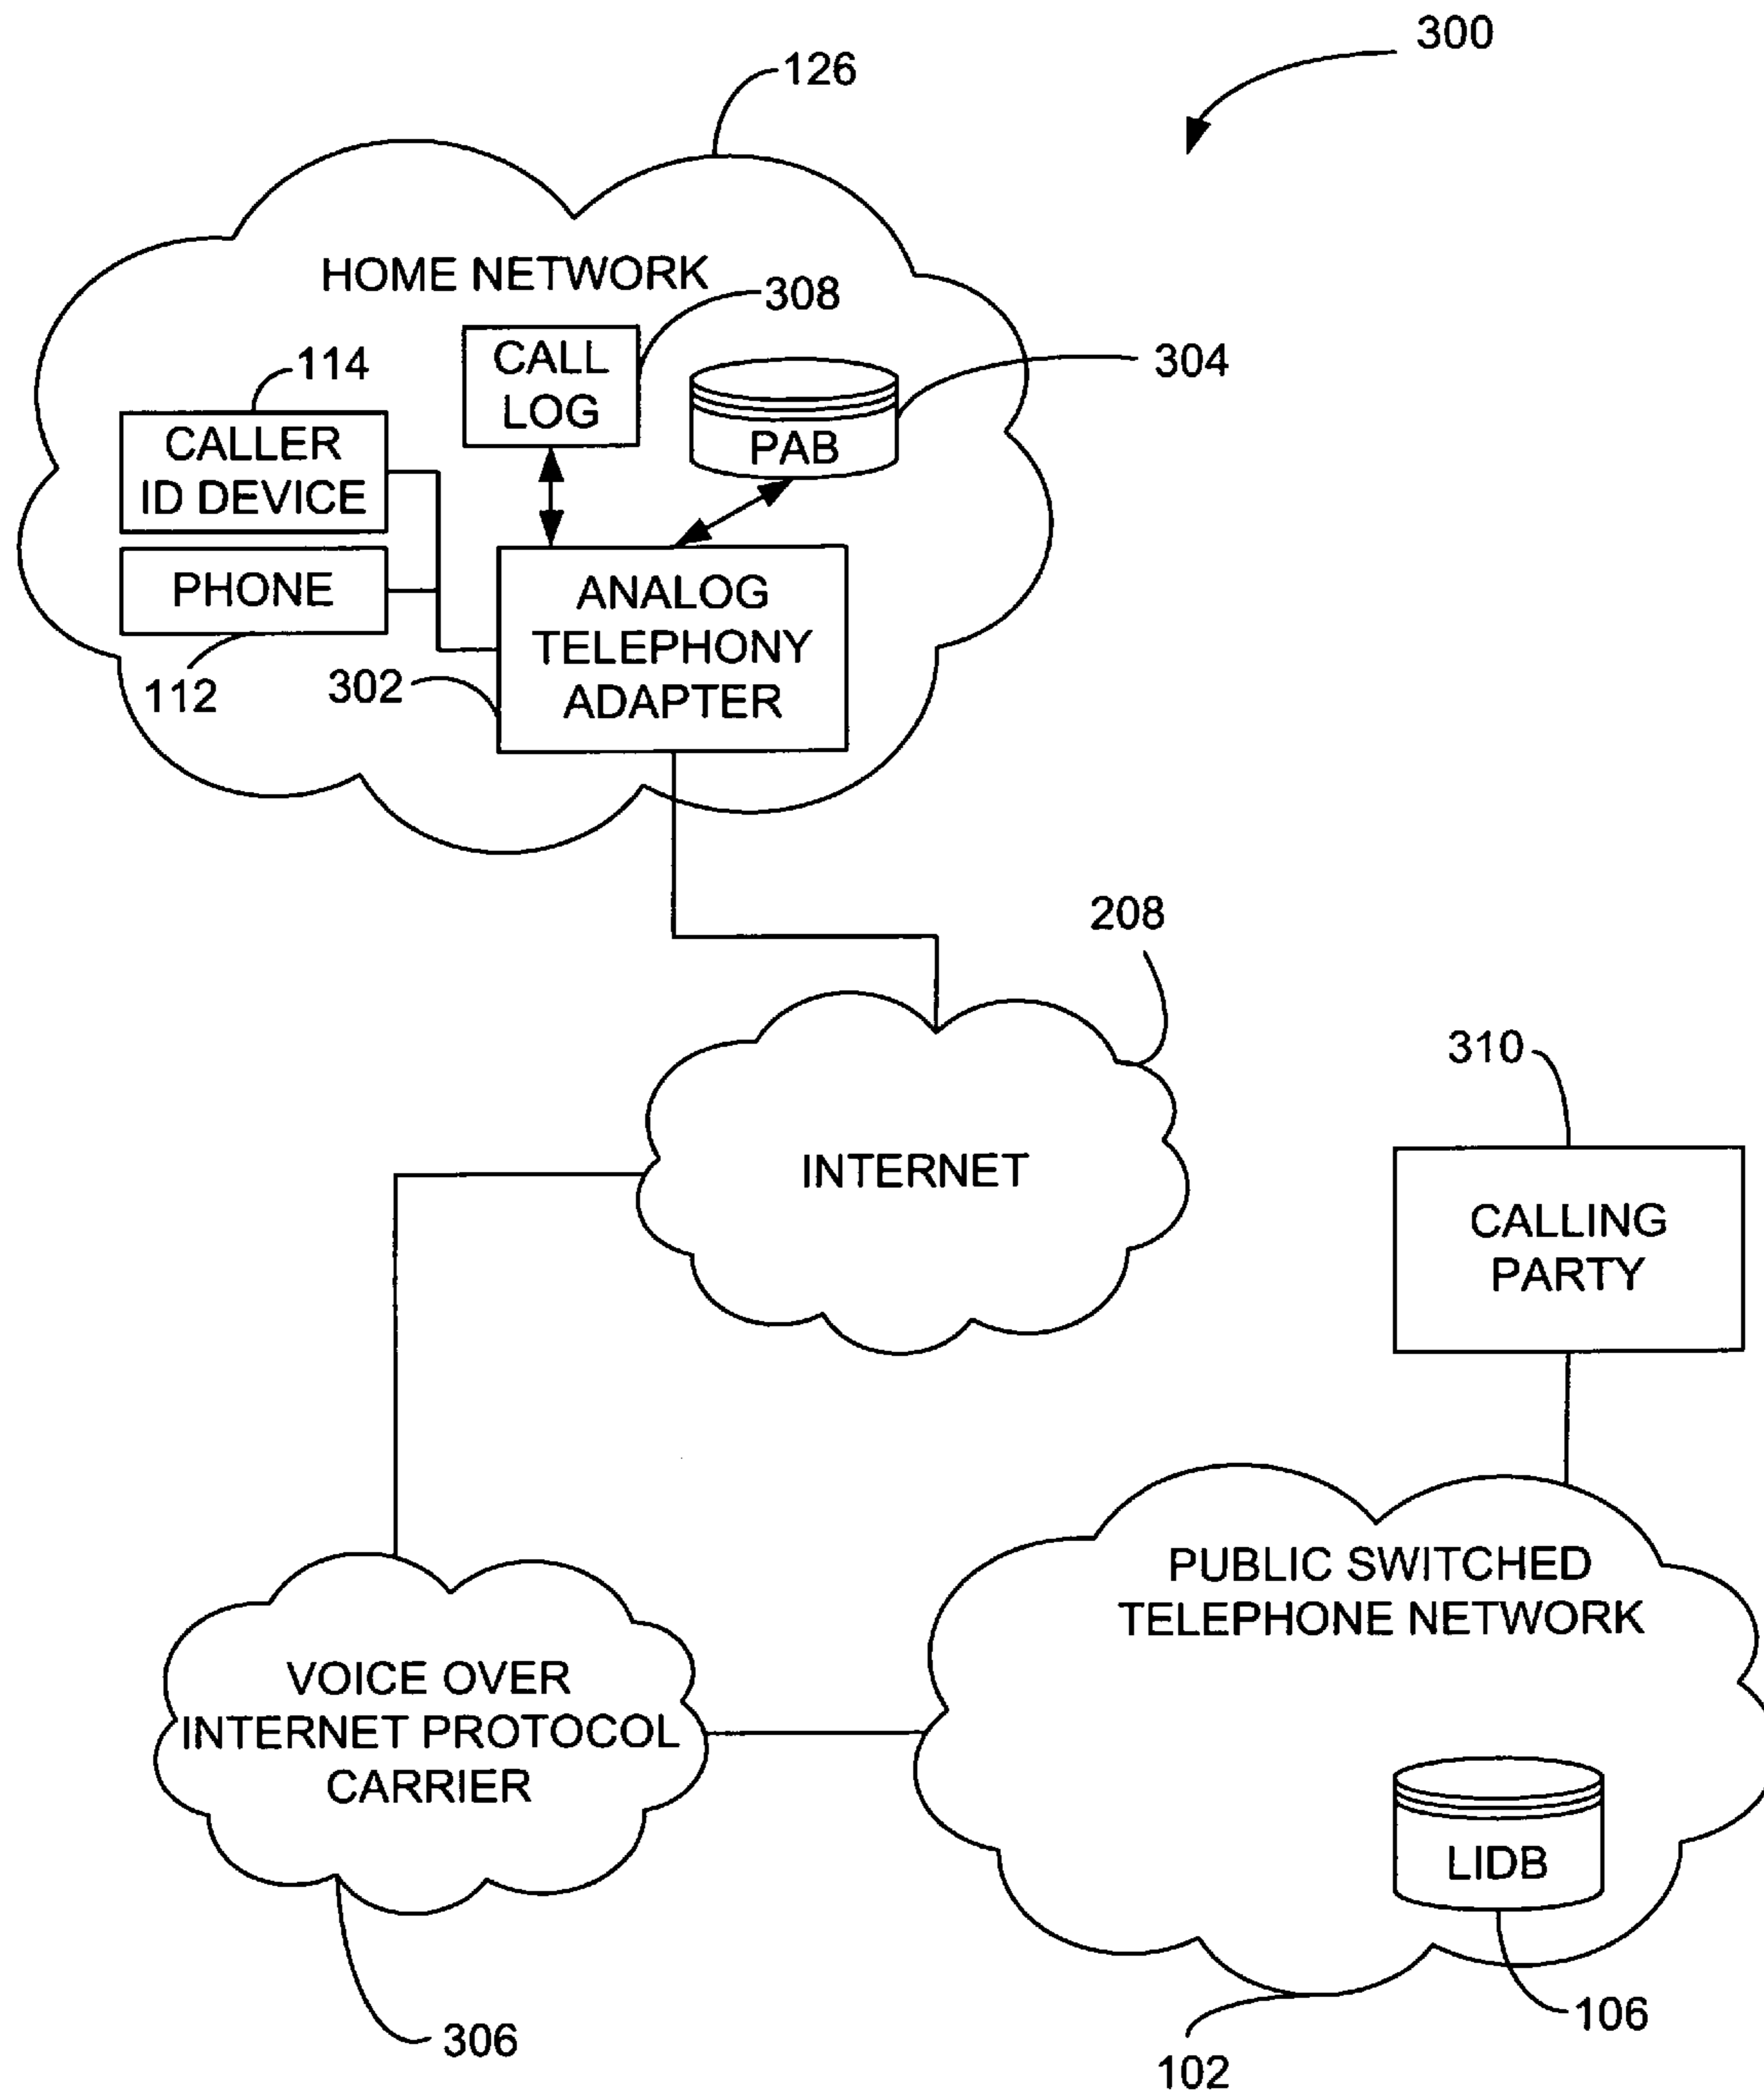 300
126
HOME NETWORK
308
304
114
CALL
LOG
PAB
CALLER
ID DEVICE
PHONE
112
302
ANALOG
TELEPHONY
ADAPTER
208
INTERNET
310
CALLING
PARTY
PUBLIC SWITCHED
TELEPHONE NETWORK
VOICE OVER
INTERNET PROTOCOL
CARRIER
LIDB
306
106
102